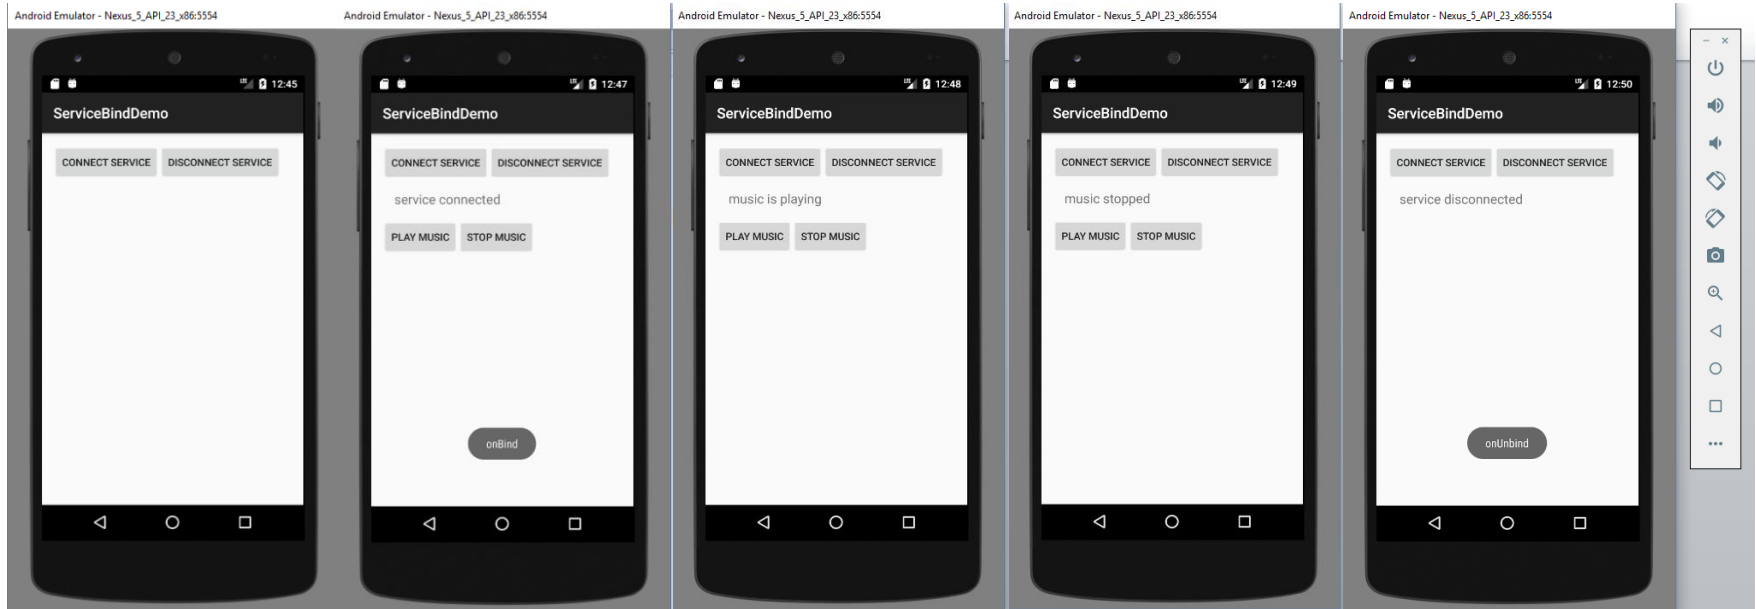 Android Emulator - Nexus_5_API_23_x86:5554
12:45
ServiceBindDemo
CONNECT SERVICE DISCONNECT SERVICE
Android Emulator - Nexus_5_API_23_x86:5554
12:47
ServiceBindDemo
CONNECT SERVICE DISCONNECT SERVICE
service connected
PLAY MUSIC STOP MUSIC
onBind
Android Emulator - Nexus_5_API_23_x86:5554
12:48
ServiceBindDemo
CONNECT SERVICE DISCONNECT SERVICE
music is playing
PLAY MUSIC STOP MUSIC
Android Emulator - Nexus_5_API_23_x86:5554
12:49
ServiceBindDemo
CONNECT SERVICE DISCONNECT SERVICE
music stopped
PLAY MUSIC STOP MUSIC
Android Emulator - Nexus_5_API_23_x86:5554
12:50
ServiceBindDemo
CONNECT SERVICE DISCONNECT SERVICE
service disconnected
onUnbind